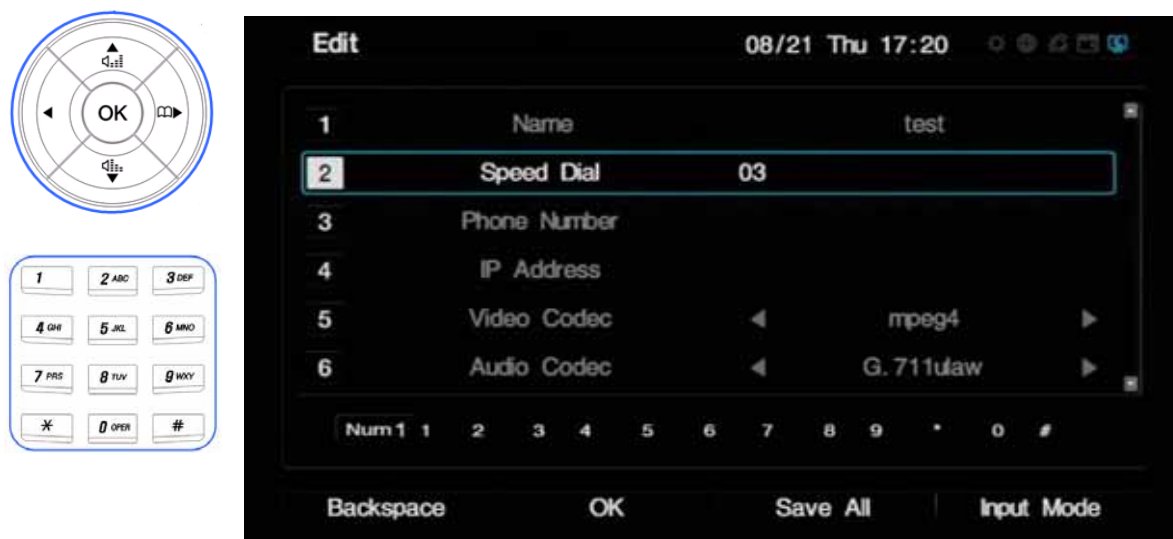 OK
1
2 ABC
3 DEF
4 GHI
5 JKL
6 MNO
7 PRS
8 TUV
9 WXY
*
0 OPER
#
Edit 08/21 Thu 17:20
1 Name test
2 Speed Dial 03
3 Phone Number
4 IP Address
5 Video Codec ◀ mpeg4 ▶
6 Audio Codec ◀ G.711ulaw ▶
Num1 1 2 3 4 5 6 7 8 9 * 0 #
Backspace OK Save All Input Mode